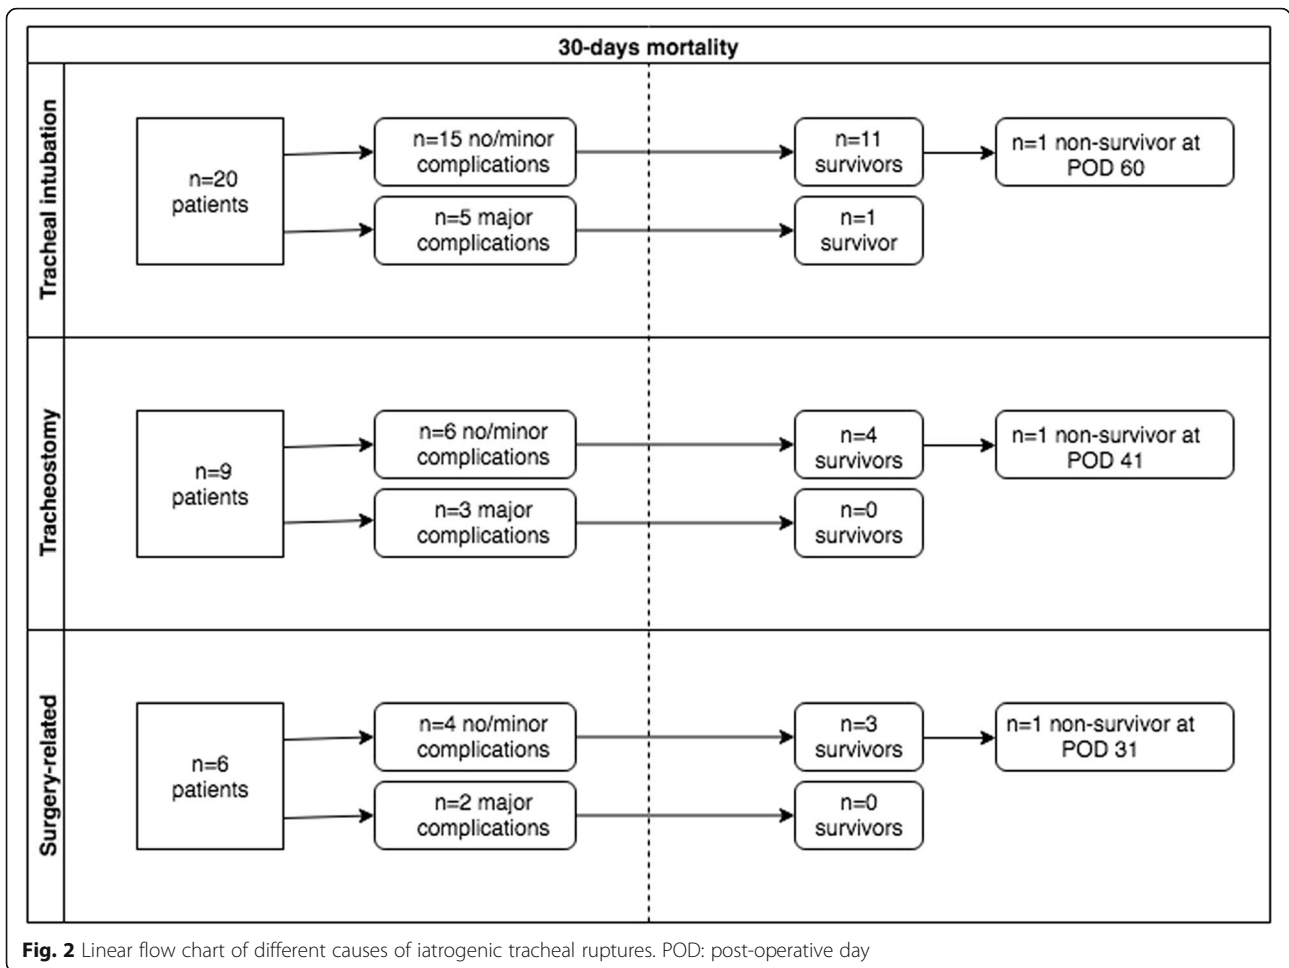 30-days mortality
Tracheal intubation
n=20
patients
n=15 no/minor
complications
n=11
survivors
n=1 non-survivor at
POD 60
n=5 major
complications
n=1
survivor
Tracheostomy
n=9
patients
n=6 no/minor
complications
n=4
survivors
n=1 non-survivor at
POD 41
n=3 major
complications
n=0
survivors
Surgery-related
n=6
patients
n=4 no/minor
complications
n=3
survivors
n=1 non-survivor at
POD 31
n=2 major
complications
n=0
survivors
Fig. 2 Linear flow chart of different causes of iatrogenic tracheal ruptures. POD: post-operative day